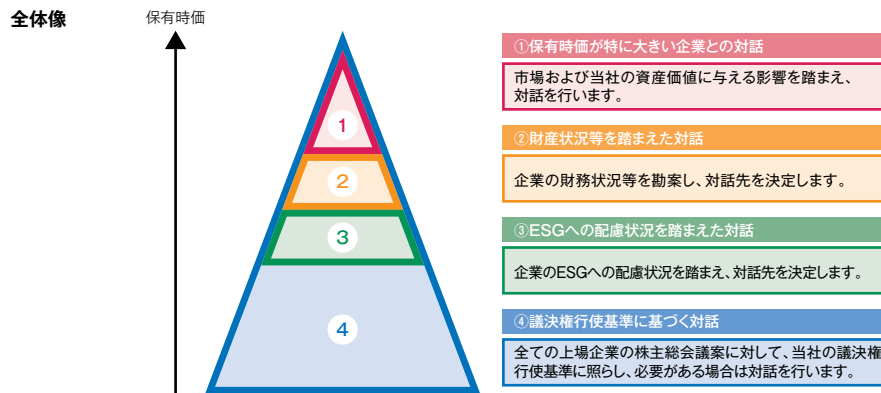 全体像
保有時価
1
2
3
4
①保有時価が特に大きい企業との対話
市場および当社の資産価値に与える影響を踏まえ、
対話を行います。
②財産状況等を踏まえた対話
企業の財務状況等を勘案し、対話先を決定します。
③ESGへの配慮状況を踏まえた対話
企業のESGへの配慮状況を踏まえ、対話先を決定します。
④議決権行使基準に基づく対話
全ての上場企業の株主総会議案に対して、当社の議決権
行使基準に照らし、必要がある場合は対話を行います。